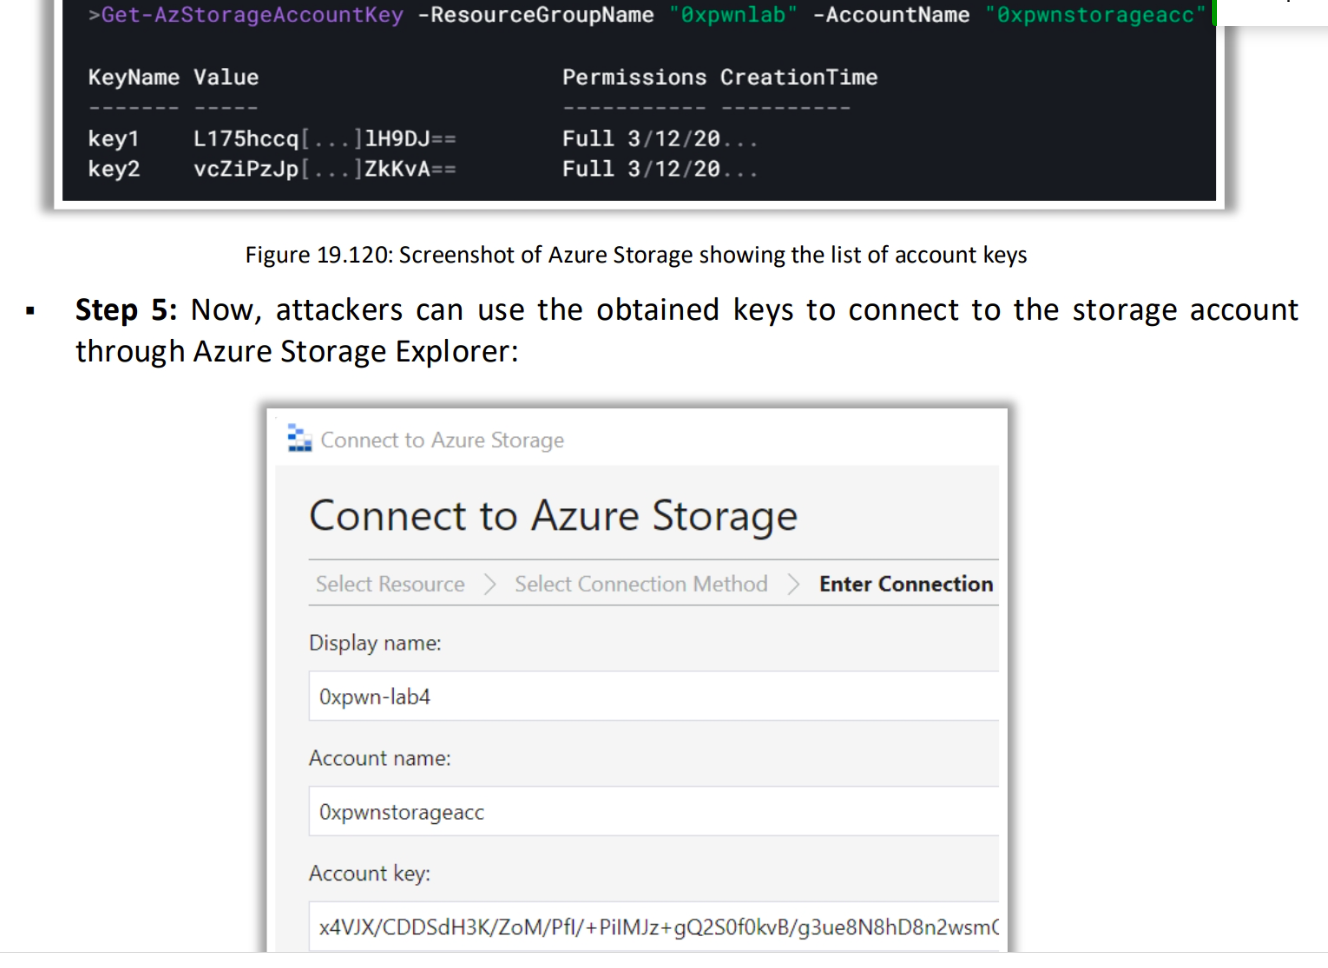 >Get-AzStorageAccountKey -ResourceGroupName "0xpwnlab" -AccountName "0xpwnstorageacc"
KeyName Value Permissions CreationTime
------- ----- ----------- ----------
key1 L175hccq[...]lH9DJ== Full 3/12/20...
key2 vcZiPzJp[...]ZkKvA== Full 3/12/20...
Figure 19.120: Screenshot of Azure Storage showing the list of account keys
▪ Step 5: Now, attackers can use the obtained keys to connect to the storage account
through Azure Storage Explorer:
Connect to Azure Storage
Connect to Azure Storage
Select Resource > Select Connection Method > Enter Connection
Display name:
0xpwn-lab4
Account name:
0xpwnstorageacc
Account key:
x4VJX/CDDSdH3K/ZoM/PfI/+PiIMJz+gQ2S0f0kvB/g3ue8N8hD8n2wsm